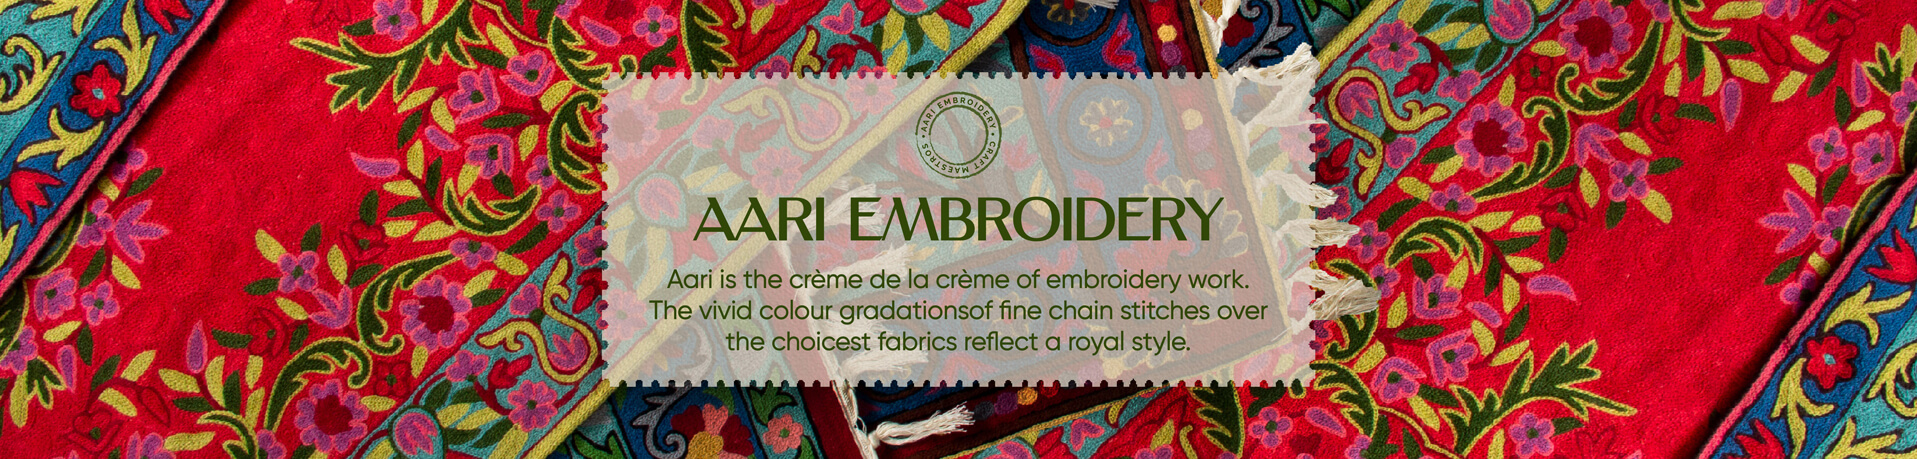 AARI EMBROIDERY • CRAFT MAESTROS •
AARI EMBROIDERY
Aari is the crème de la crème of embroidery work.
The vivid colour gradationsof fine chain stitches over
the choicest fabrics reflect a royal style.